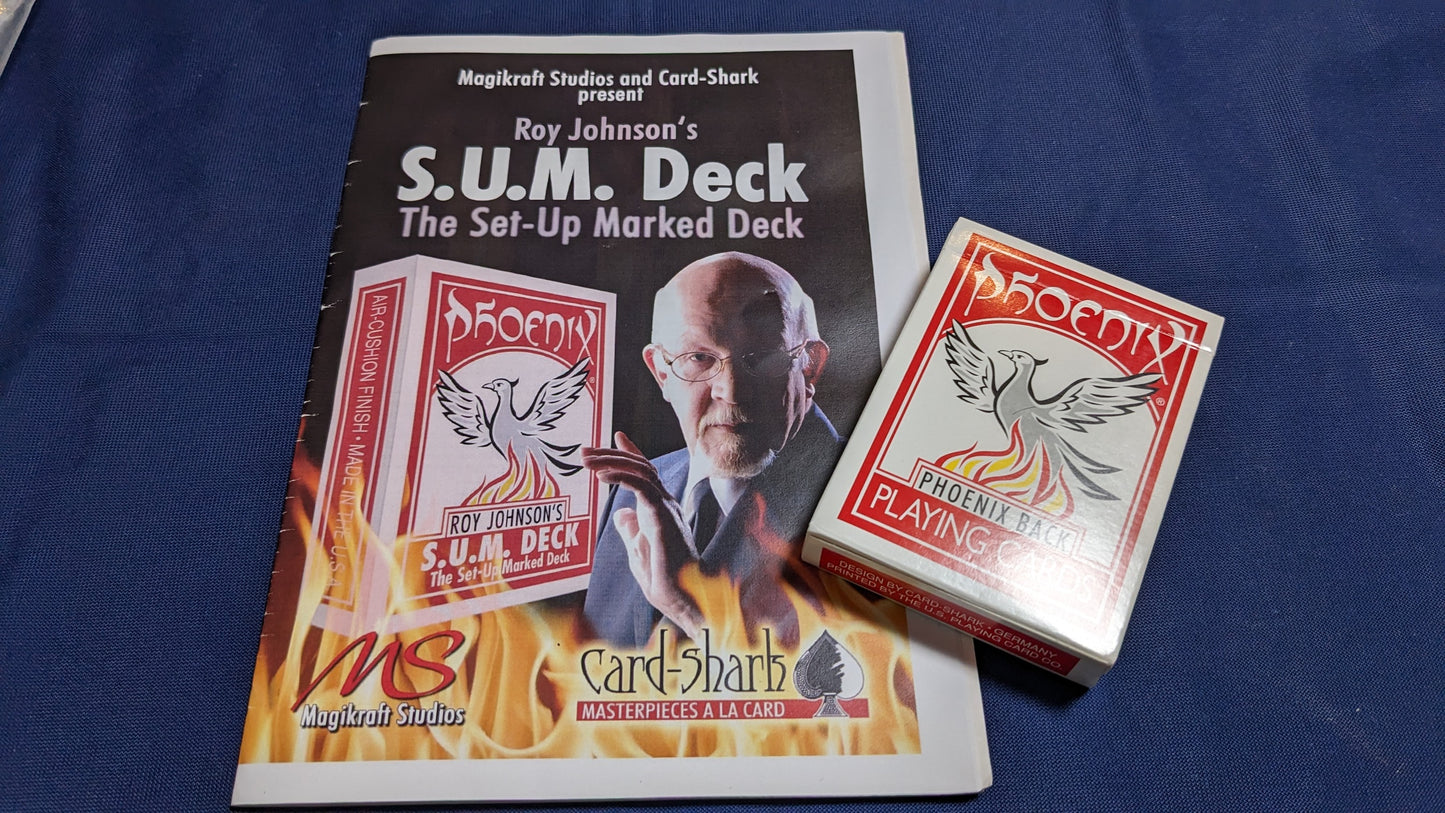 Magikraft Studios and Card-Shark
present
Roy Johnson‘s
S.U.M. Deck
The Set-Up Marked Deck
AIR-CUSHION FINISH • MADE IN THE U.S.A.
Phoenix
®
ROY JOHNSON'S
S.U.M. DECK
The Set-Up Marked Deck
MS
Magikraft Studios
card-shark
MASTERPIECES A LA CARD
Phoenix
®
PHOENIX BACK
PLAYING CARDS
DESIGN BY CARD-SHARK • GERMANY
PRINTED BY THE U.S. PLAYING CARD CO.